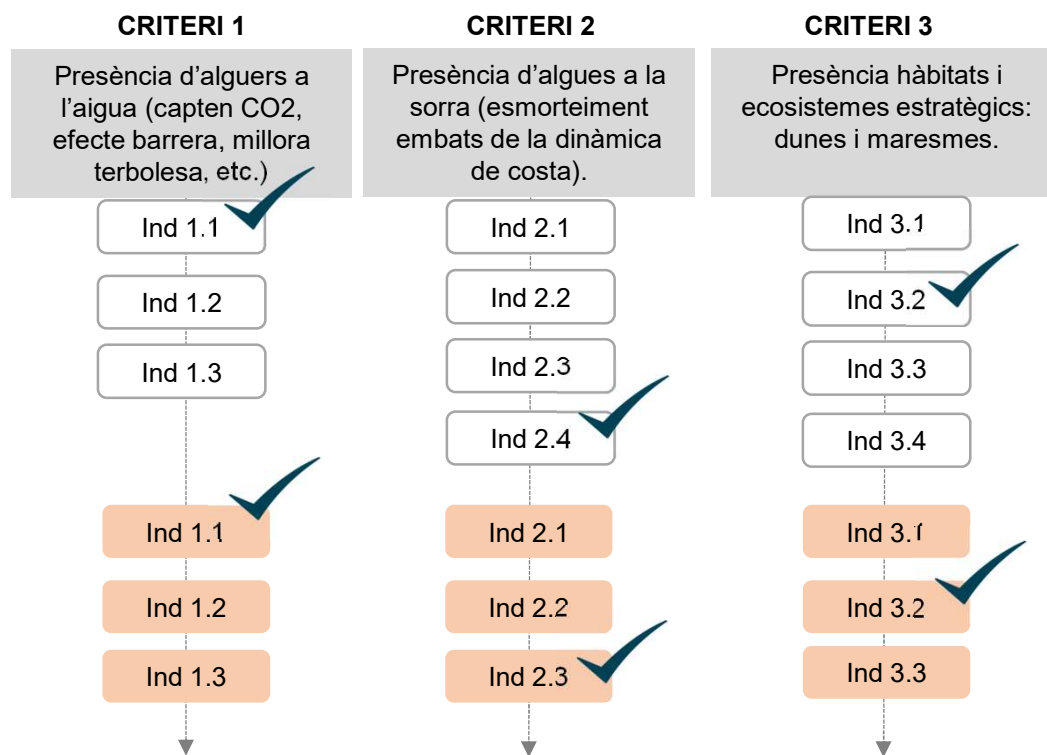 CRITERI 1
Presència d'alguers a
l'aigua (capten CO2,
efecte barrera, millora
terbolesa, etc.)
Ind 1.1
Ind 1.2
Ind 1.3
Ind 1.1
Ind 1.2
Ind 1.3
CRITERI 2
Presència d'algues a la
sorra (esmorteiment
embats de la dinàmica
de costa).
Ind 2.1
Ind 2.2
Ind 2.3
Ind 2.4
Ind 2.1
Ind 2.2
Ind 2.3
CRITERI 3
Presència hàbitats i
ecosistemes estratègics:
dunes i maresmes.
Ind 3.1
Ind 3.2
Ind 3.3
Ind 3.4
Ind 3.1
Ind 3.2
Ind 3.3